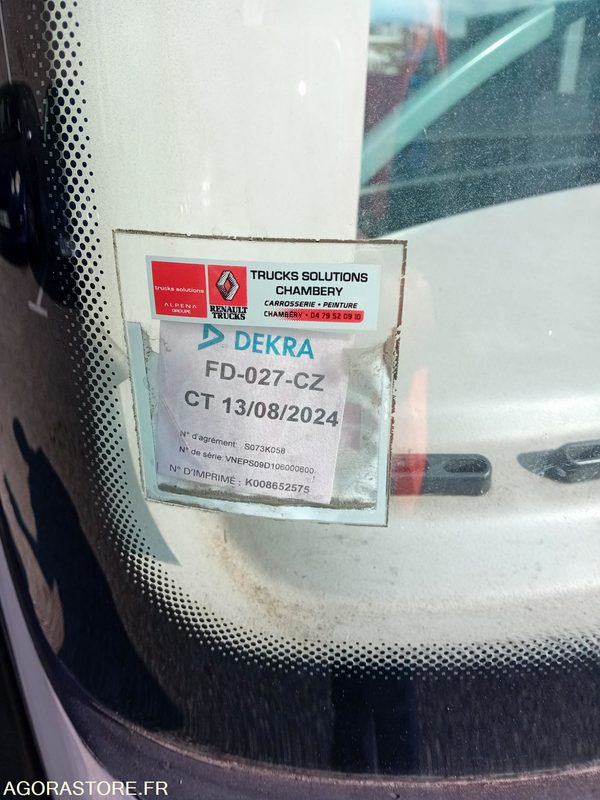 trucks solutions
ALPENA
GROUPE
RENAULT
TRUCKS
TRUCKS SOLUTIONS
CHAMBERY
CARROSSERIE • PEINTURE
CHAMBÉRY • 04 79 52 09 10
DEKRA
FD-027-CZ
CT 13/08/2024
N° d'agrément: S073K058
N° de série: VNEPS09D106000600
N° D'IMPRIMÉ : K008652575
AGORASTORE.FR